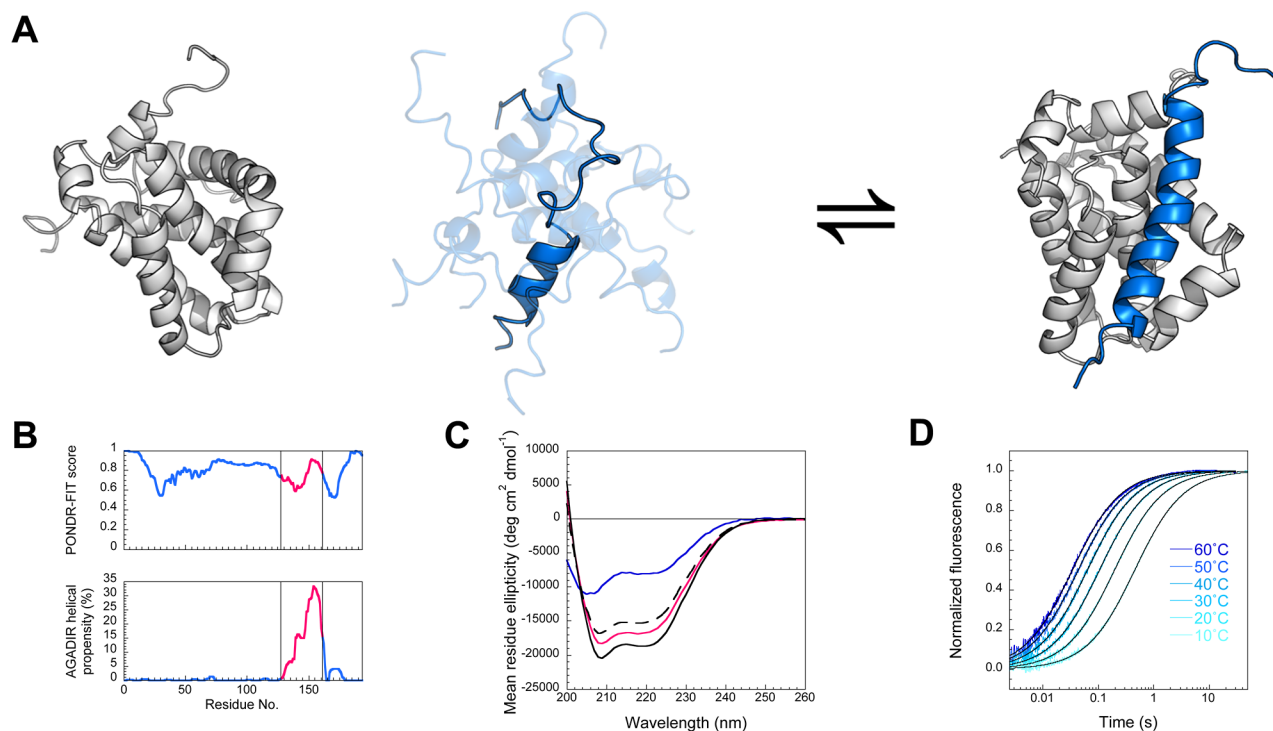 A
B
PONDR-FIT score
1
0.8
0.6
0.4
0.2
0
AGADIR helical
propensity (%)
35
30
25
20
15
10
5
0
0
50
100
150
Residue No.
C
Mean residue ellipticity (deg cm² dmol⁻¹)
10000
5000
0
-5000
-10000
-15000
-20000
-25000
200
210
220
230
240
250
260
Wavelength (nm)
D
Normalized fluorescence
1.0
0.8
0.6
0.4
0.2
0.0
60˚C
50˚C
40˚C
30˚C
20˚C
10˚C
0.01
0.1
1
10
Time (s)